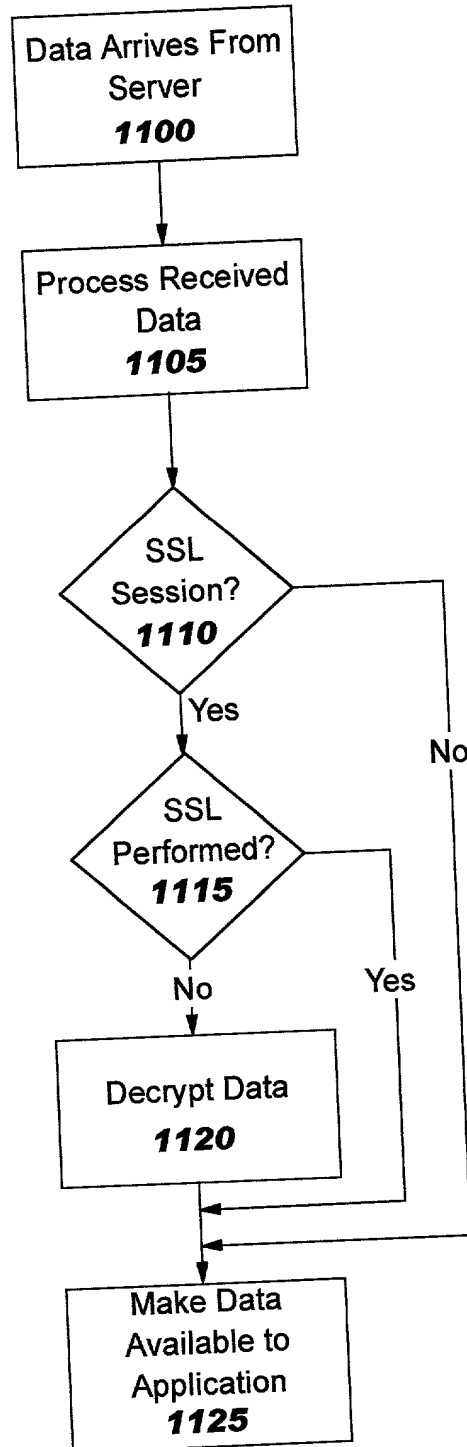 Data Arrives From
Server
1100
Process Received
Data
1105
SSL
Session?
1110
Yes
No
SSL
Performed?
1115
No
Yes
Decrypt Data
1120
Make Data
Available to
Application
1125